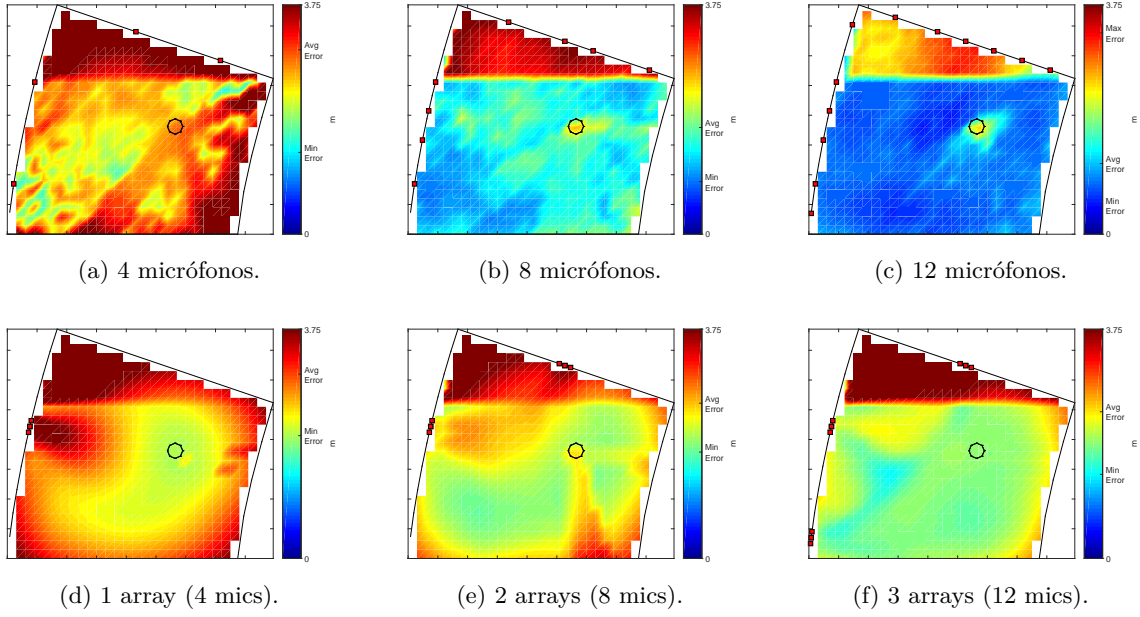 3.75
Avg
Error
Min
Error
m
0
3.75
Avg
Error
Min
Error
m
0
3.75
Max
Error
Avg
Error
Min
Error
m
0
(a) 4 micrófonos.
(b) 8 micrófonos.
(c) 12 micrófonos.
3.75
Avg
Error
Min
Error
m
0
3.75
Avg
Error
Min
Error
m
0
3.75
Avg
Error
Min
Error
m
0
(d) 1 array (4 mics).
(e) 2 arrays (8 mics).
(f) 3 arrays (12 mics).